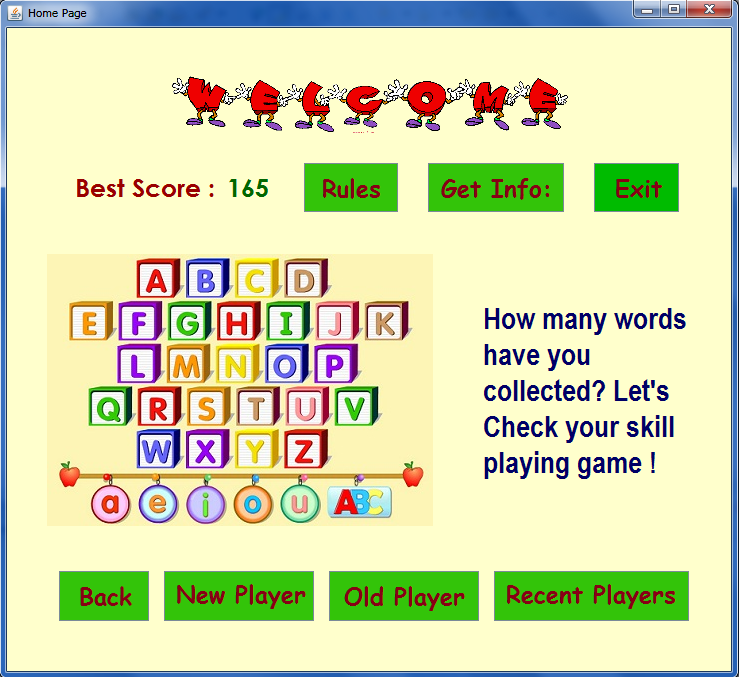 Home Page
WELCOME
Best Score : 165 Rules Get Info: Exit
A B C D
E F G H I J K
L M N O P
Q R S T U V
W X Y Z
a e i o u ABC
How many words
have you
collected? Let's
Check your skill
playing game !
Back New Player Old Player Recent Players